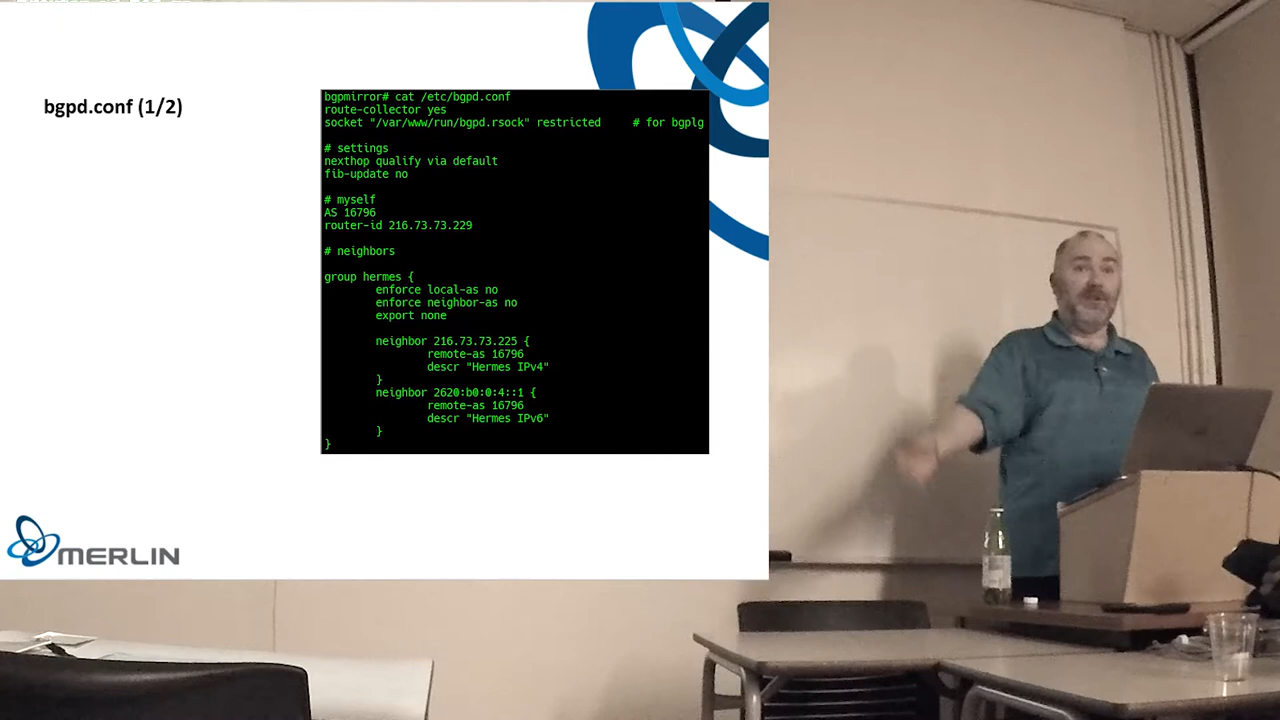 bgpd.conf (1/2)
bgpmirror# cat /etc/bgpd.conf
route-collector yes
socket "/var/www/run/bgpd.rsock" restricted # for bgplg
# settings
nexthop qualify via default
fib-update no
# myself
AS 16796
router-id 216.73.73.229
# neighbors
group hermes {
enforce local-as no
enforce neighbor-as no
export none
neighbor 216.73.73.225 {
remote-as 16796
descr "Hermes IPv4"
}
neighbor 2620:b0:0:4::1 {
remote-as 16796
descr "Hermes IPv6"
}
}
MERLIN